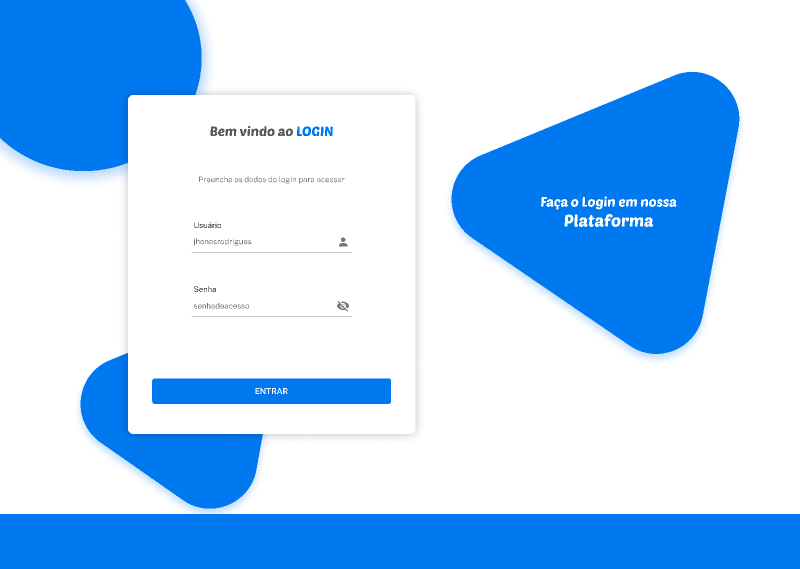 Bem vindo ao LOGIN
Preencha os dados do login para acessar
Usuário
jhonasrodrigues
Senha
senhadeacesso
ENTRAR
Faça o Login em nossa
Plataforma